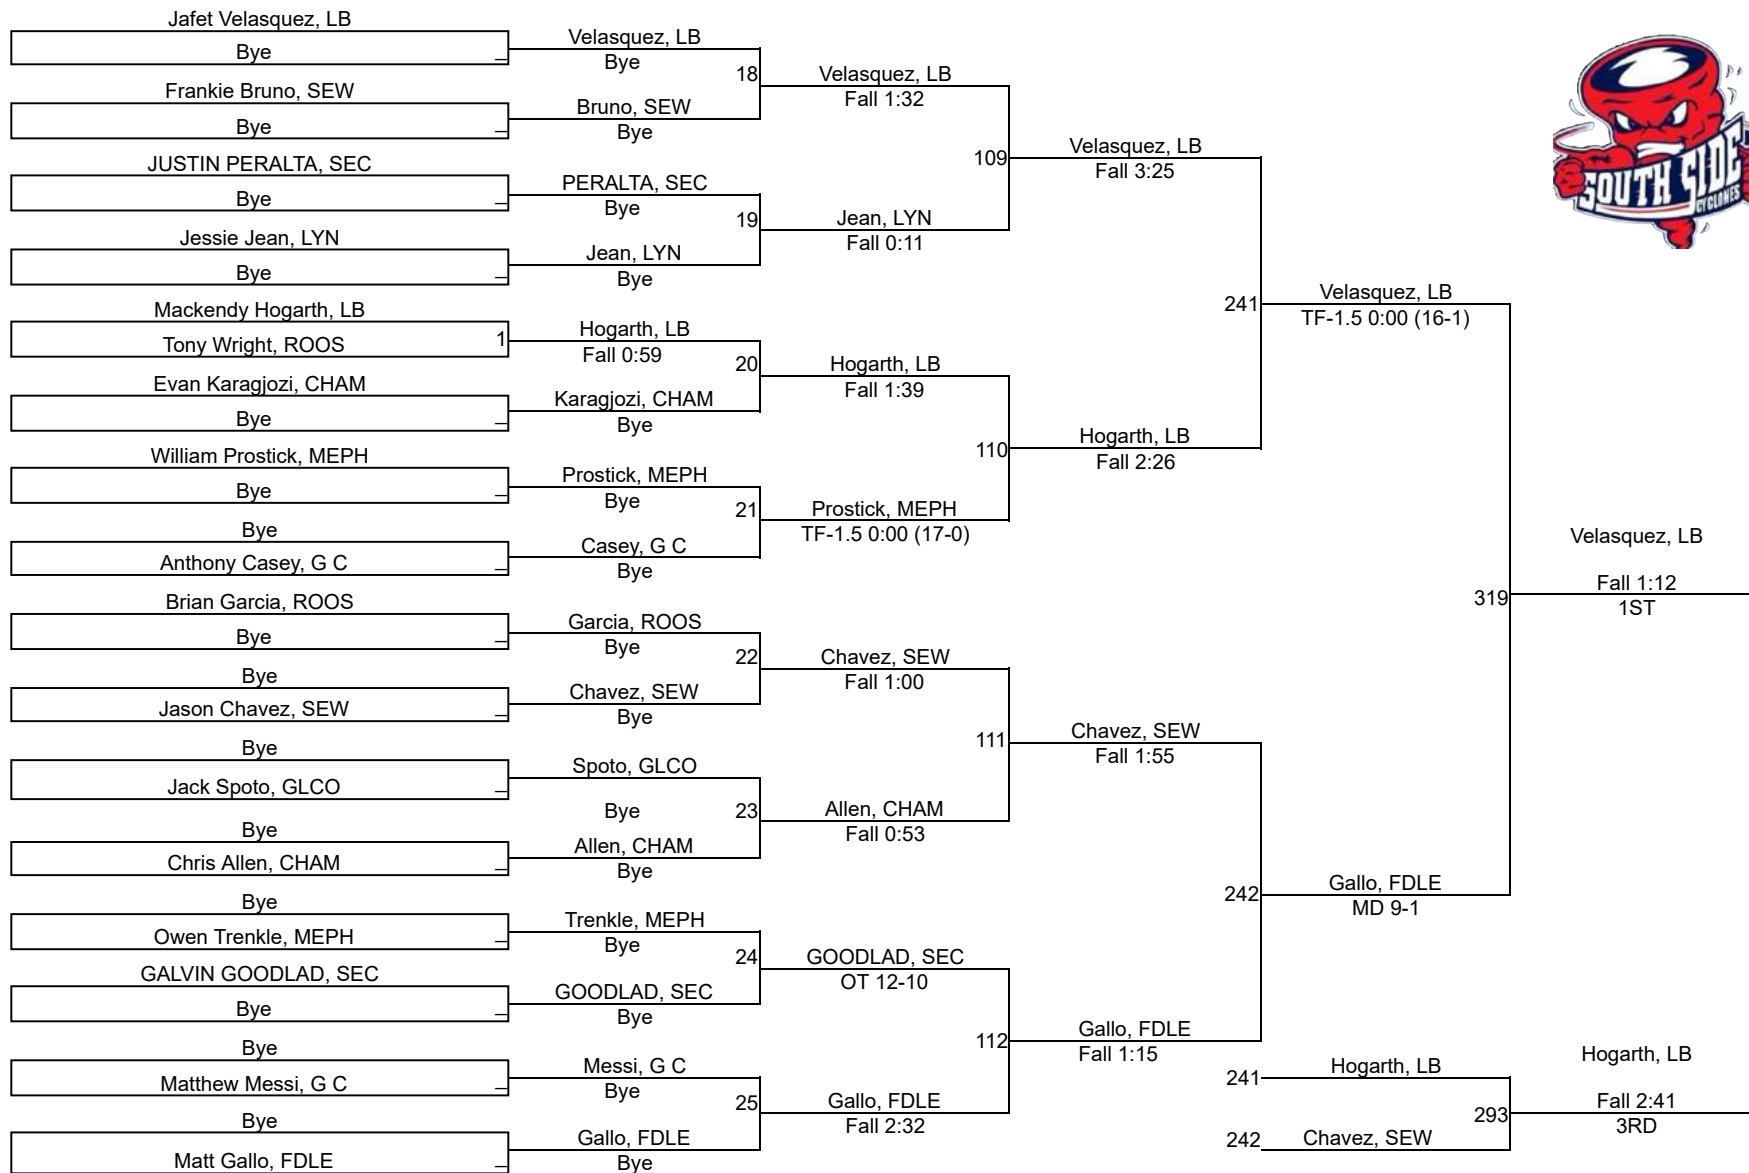 Jafet Velasquez, LB
Bye
_
Frankie Bruno, SEW
Bye
_
JUSTIN PERALTA, SEC
Bye
_
Jessie Jean, LYN
Bye
_
Mackendy Hogarth, LB
Tony Wright, ROOS
1
Evan Karagjozi, CHAM
Bye
_
William Prostick, MEPH
Bye
_
Bye
Anthony Casey, G C
_
Brian Garcia, ROOS
Bye
_
Bye
Jason Chavez, SEW
_
Bye
Jack Spoto, GLCO
_
Bye
Chris Allen, CHAM
_
Bye
Owen Trenkle, MEPH
_
GALVIN GOODLAD, SEC
Bye
_
Bye
Matthew Messi, G C
_
Bye
Matt Gallo, FDLE
_
Velasquez, LB
Bye
18
Bruno, SEW
Bye
PERALTA, SEC
Bye
19
Jean, LYN
Bye
Hogarth, LB
Fall 0:59
20
Karagjozi, CHAM
Bye
Prostick, MEPH
Bye
21
Casey, G C
Bye
Garcia, ROOS
Bye
22
Chavez, SEW
Bye
Spoto, GLCO
Bye
23
Allen, CHAM
Bye
Trenkle, MEPH
Bye
24
GOODLAD, SEC
Bye
Messi, G C
Bye
25
Gallo, FDLE
Bye
Velasquez, LB
Fall 1:32
109
Jean, LYN
Fall 0:11
Hogarth, LB
Fall 1:39
110
Prostick, MEPH
TF-1.5 0:00 (17-0)
Chavez, SEW
Fall 1:00
111
Allen, CHAM
Fall 0:53
GOODLAD, SEC
OT 12-10
112
Gallo, FDLE
Fall 2:32
Velasquez, LB
Fall 3:25
241
Hogarth, LB
Fall 2:26
Chavez, SEW
Fall 1:55
242
Gallo, FDLE
Fall 1:15
Velasquez, LB
TF-1.5 0:00 (16-1)
319
Gallo, FDLE
MD 9-1
Velasquez, LB
Fall 1:12
1ST
241
Hogarth, LB
293
242
Chavez, SEW
Hogarth, LB
Fall 2:41
3RD
SOUTH SIDE
CYCLONES